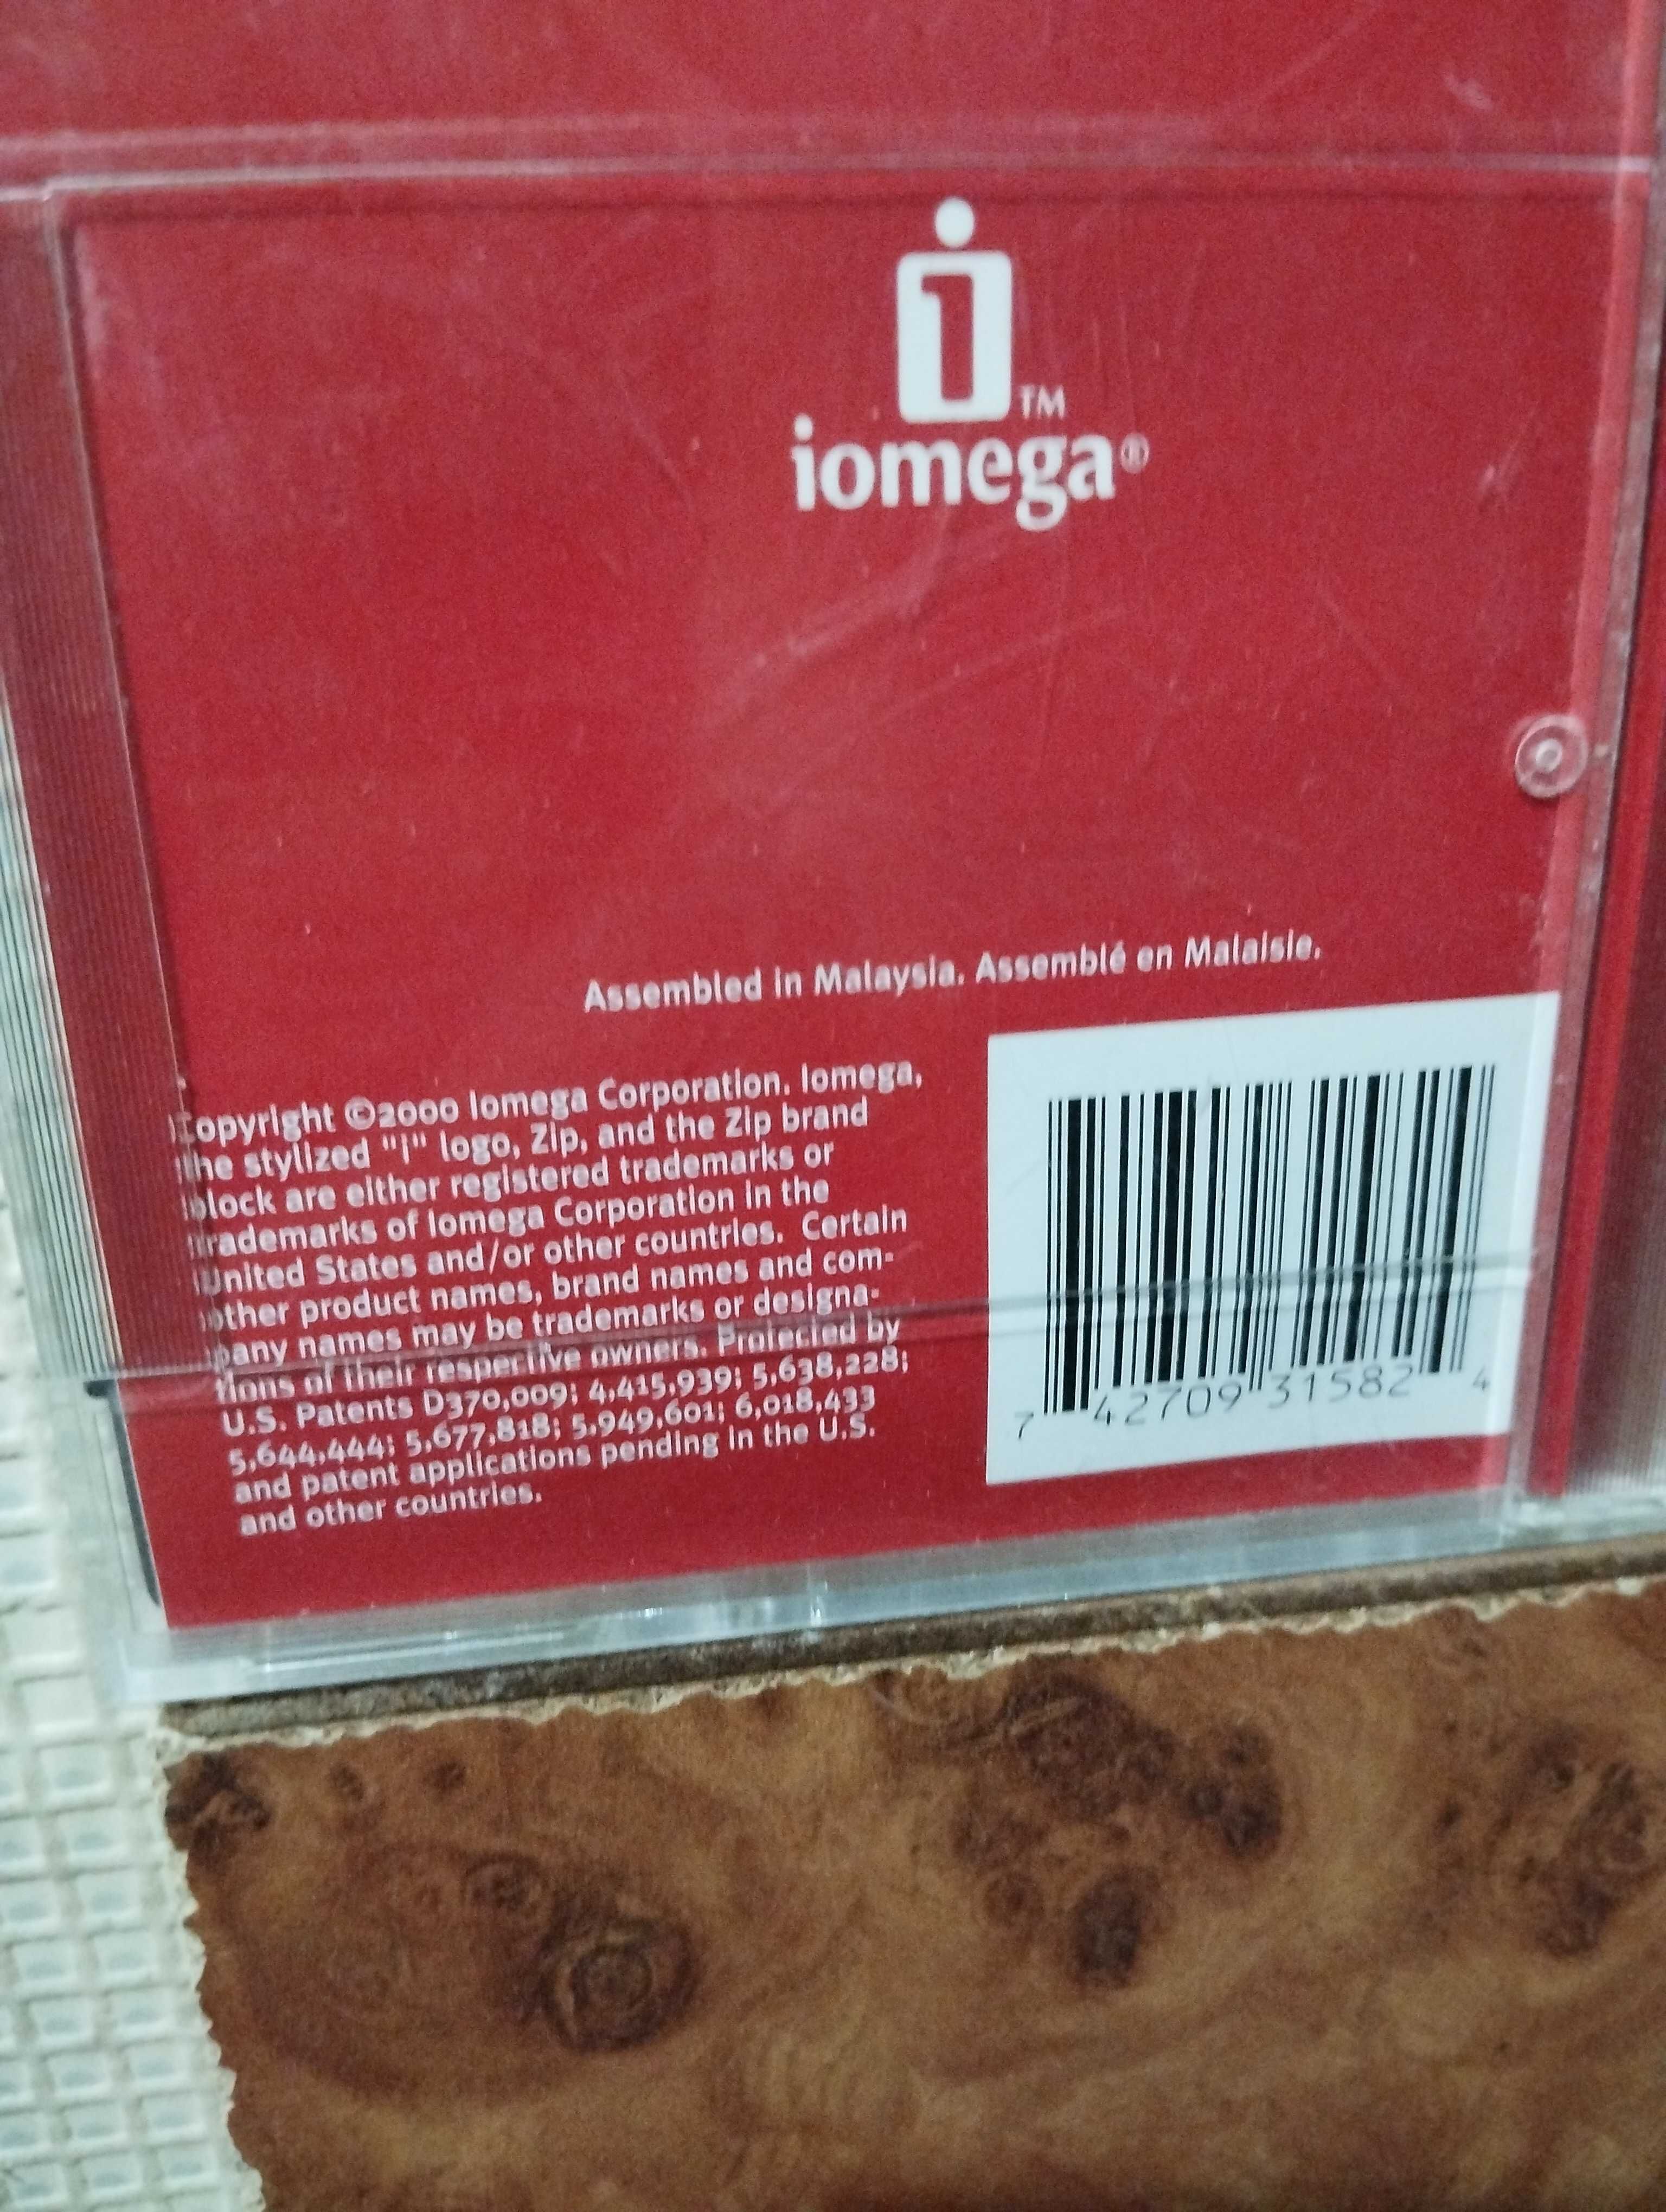 i™
iomega®
Assembled in Malaysia. Assemblé en Malaisie.
Copyright ©2000 Iomega Corporation. Iomega,
the stylized "i" logo, Zip, and the Zip brand
block are either registered trademarks or
trademarks of Iomega Corporation in the
United States and/or other countries. Certain
other product names, brand names and com-
pany names may be trademarks or designa-
tions of their respective owners. Protected by
U.S. Patents D370,009; 4,415,939; 5,638,228;
5,644,444; 5,677,818; 5,949,601; 6,018,433
and patent applications pending in the U.S.
and other countries.
7 42709 31582 4